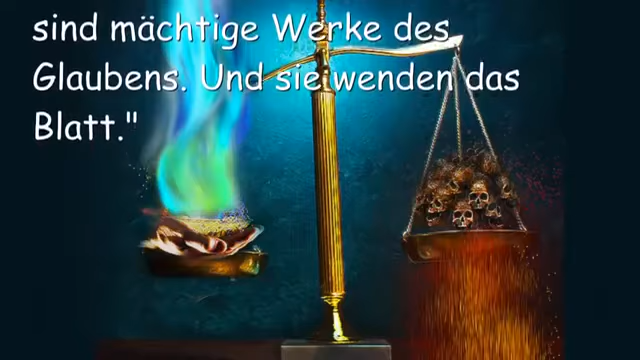 sind mächtige Werke des
Glaubens. Und sie wenden das
Blatt."